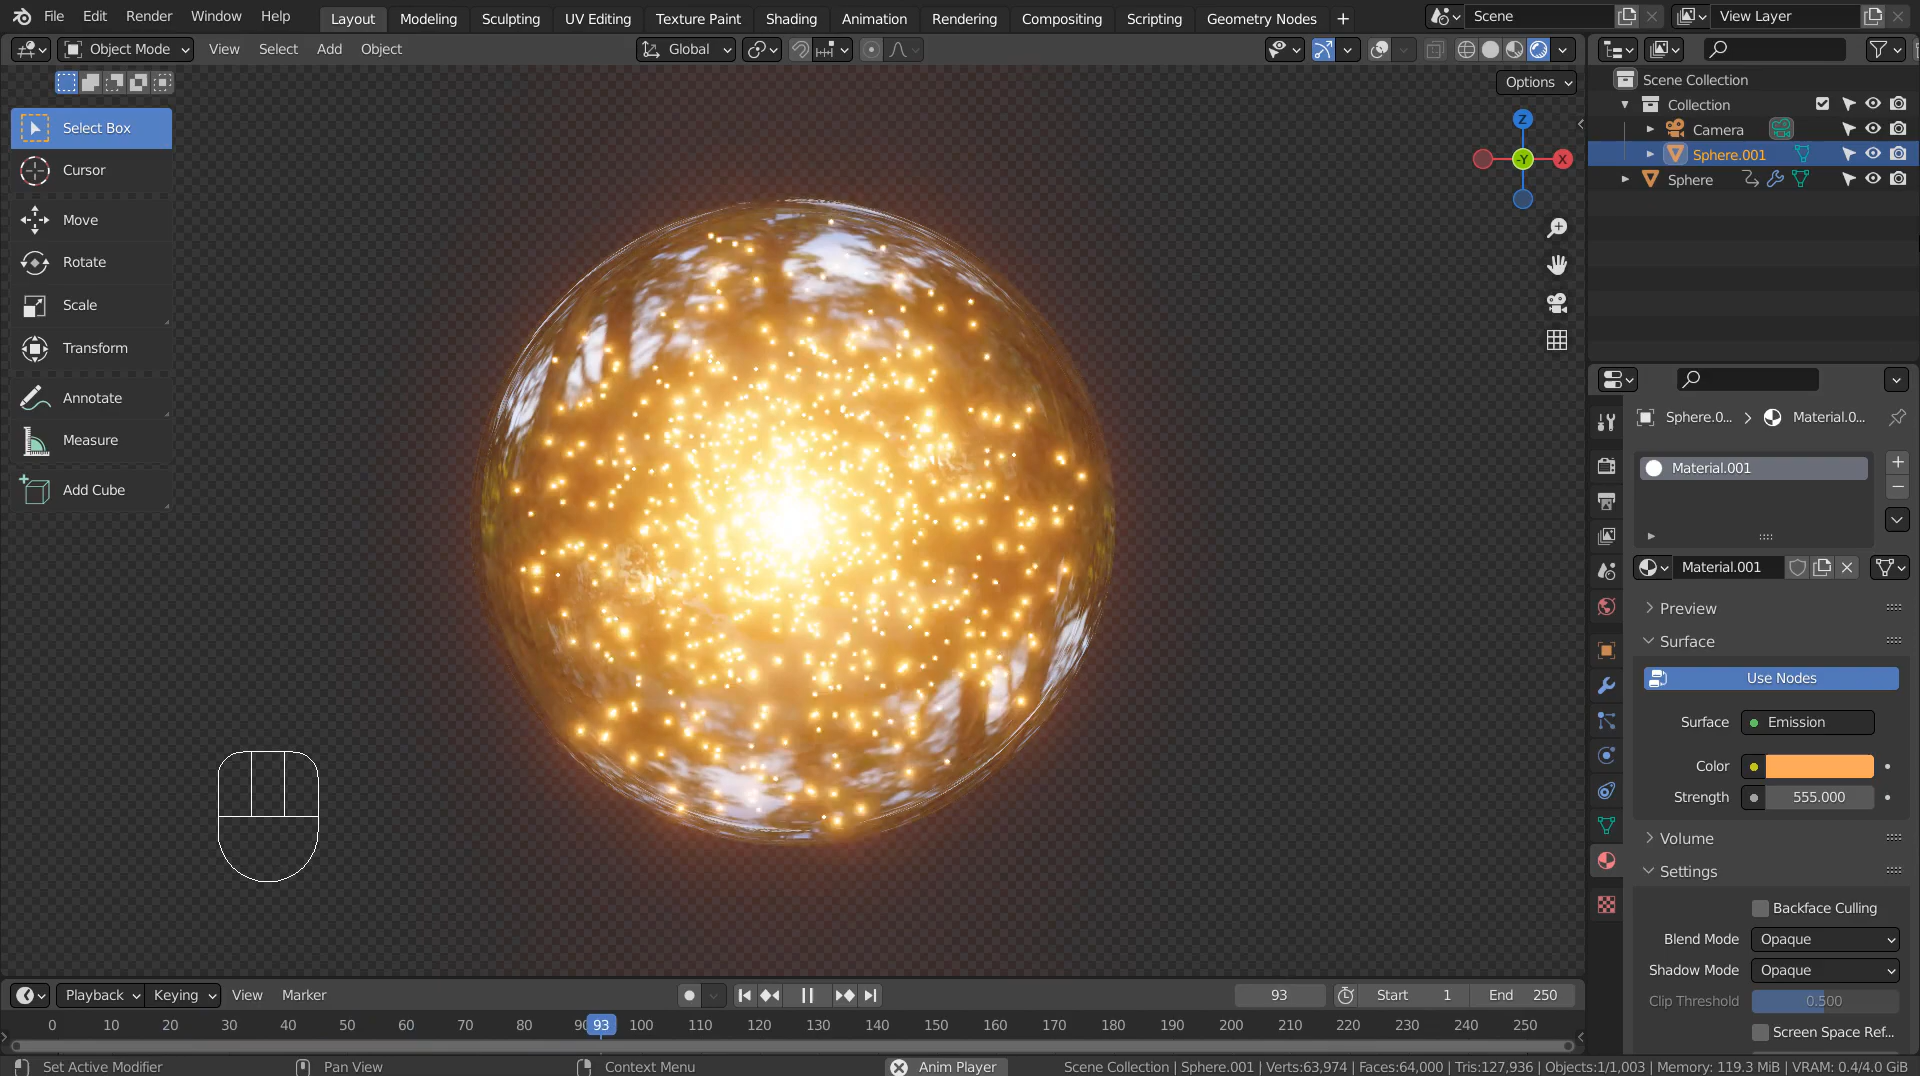 File Edit Render Window Help Layout Modeling Sculpting UV Editing Texture Paint Shading Animation Rendering Compositing Scripting Geometry Nodes + Scene View Layer
Object Mode View Select Add Object Global
Options
Select Box
Cursor
Move
Rotate
Scale
Transform
Annotate
Measure
Add Cube
Z
-Y
X
Scene Collection
Collection
Camera
Sphere.001
Sphere
Sphere.0... Material.0...
Material.001
Material.001
Preview
Surface
Use Nodes
Surface Emission
Color
Strength 555.000
Volume
Settings
Backface Culling
Blend Mode Opaque
Shadow Mode Opaque
Clip Threshold 0.500
Screen Space Ref...
Playback Keying View Marker 93 Start 1 End 250
0 10 20 30 40 50 60 70 80 90 93 100 110 120 130 140 150 160 170 180 190 200 210 220 230 240 250
Set Active Modifier Pan View Context Menu Anim Player Scene Collection | Sphere.001 | Verts:63,974 | Faces:64,000 | Tris:127,936 | Objects:1/1,003 | Memory: 119.3 MiB | VRAM: 0.4/4.0 GiB